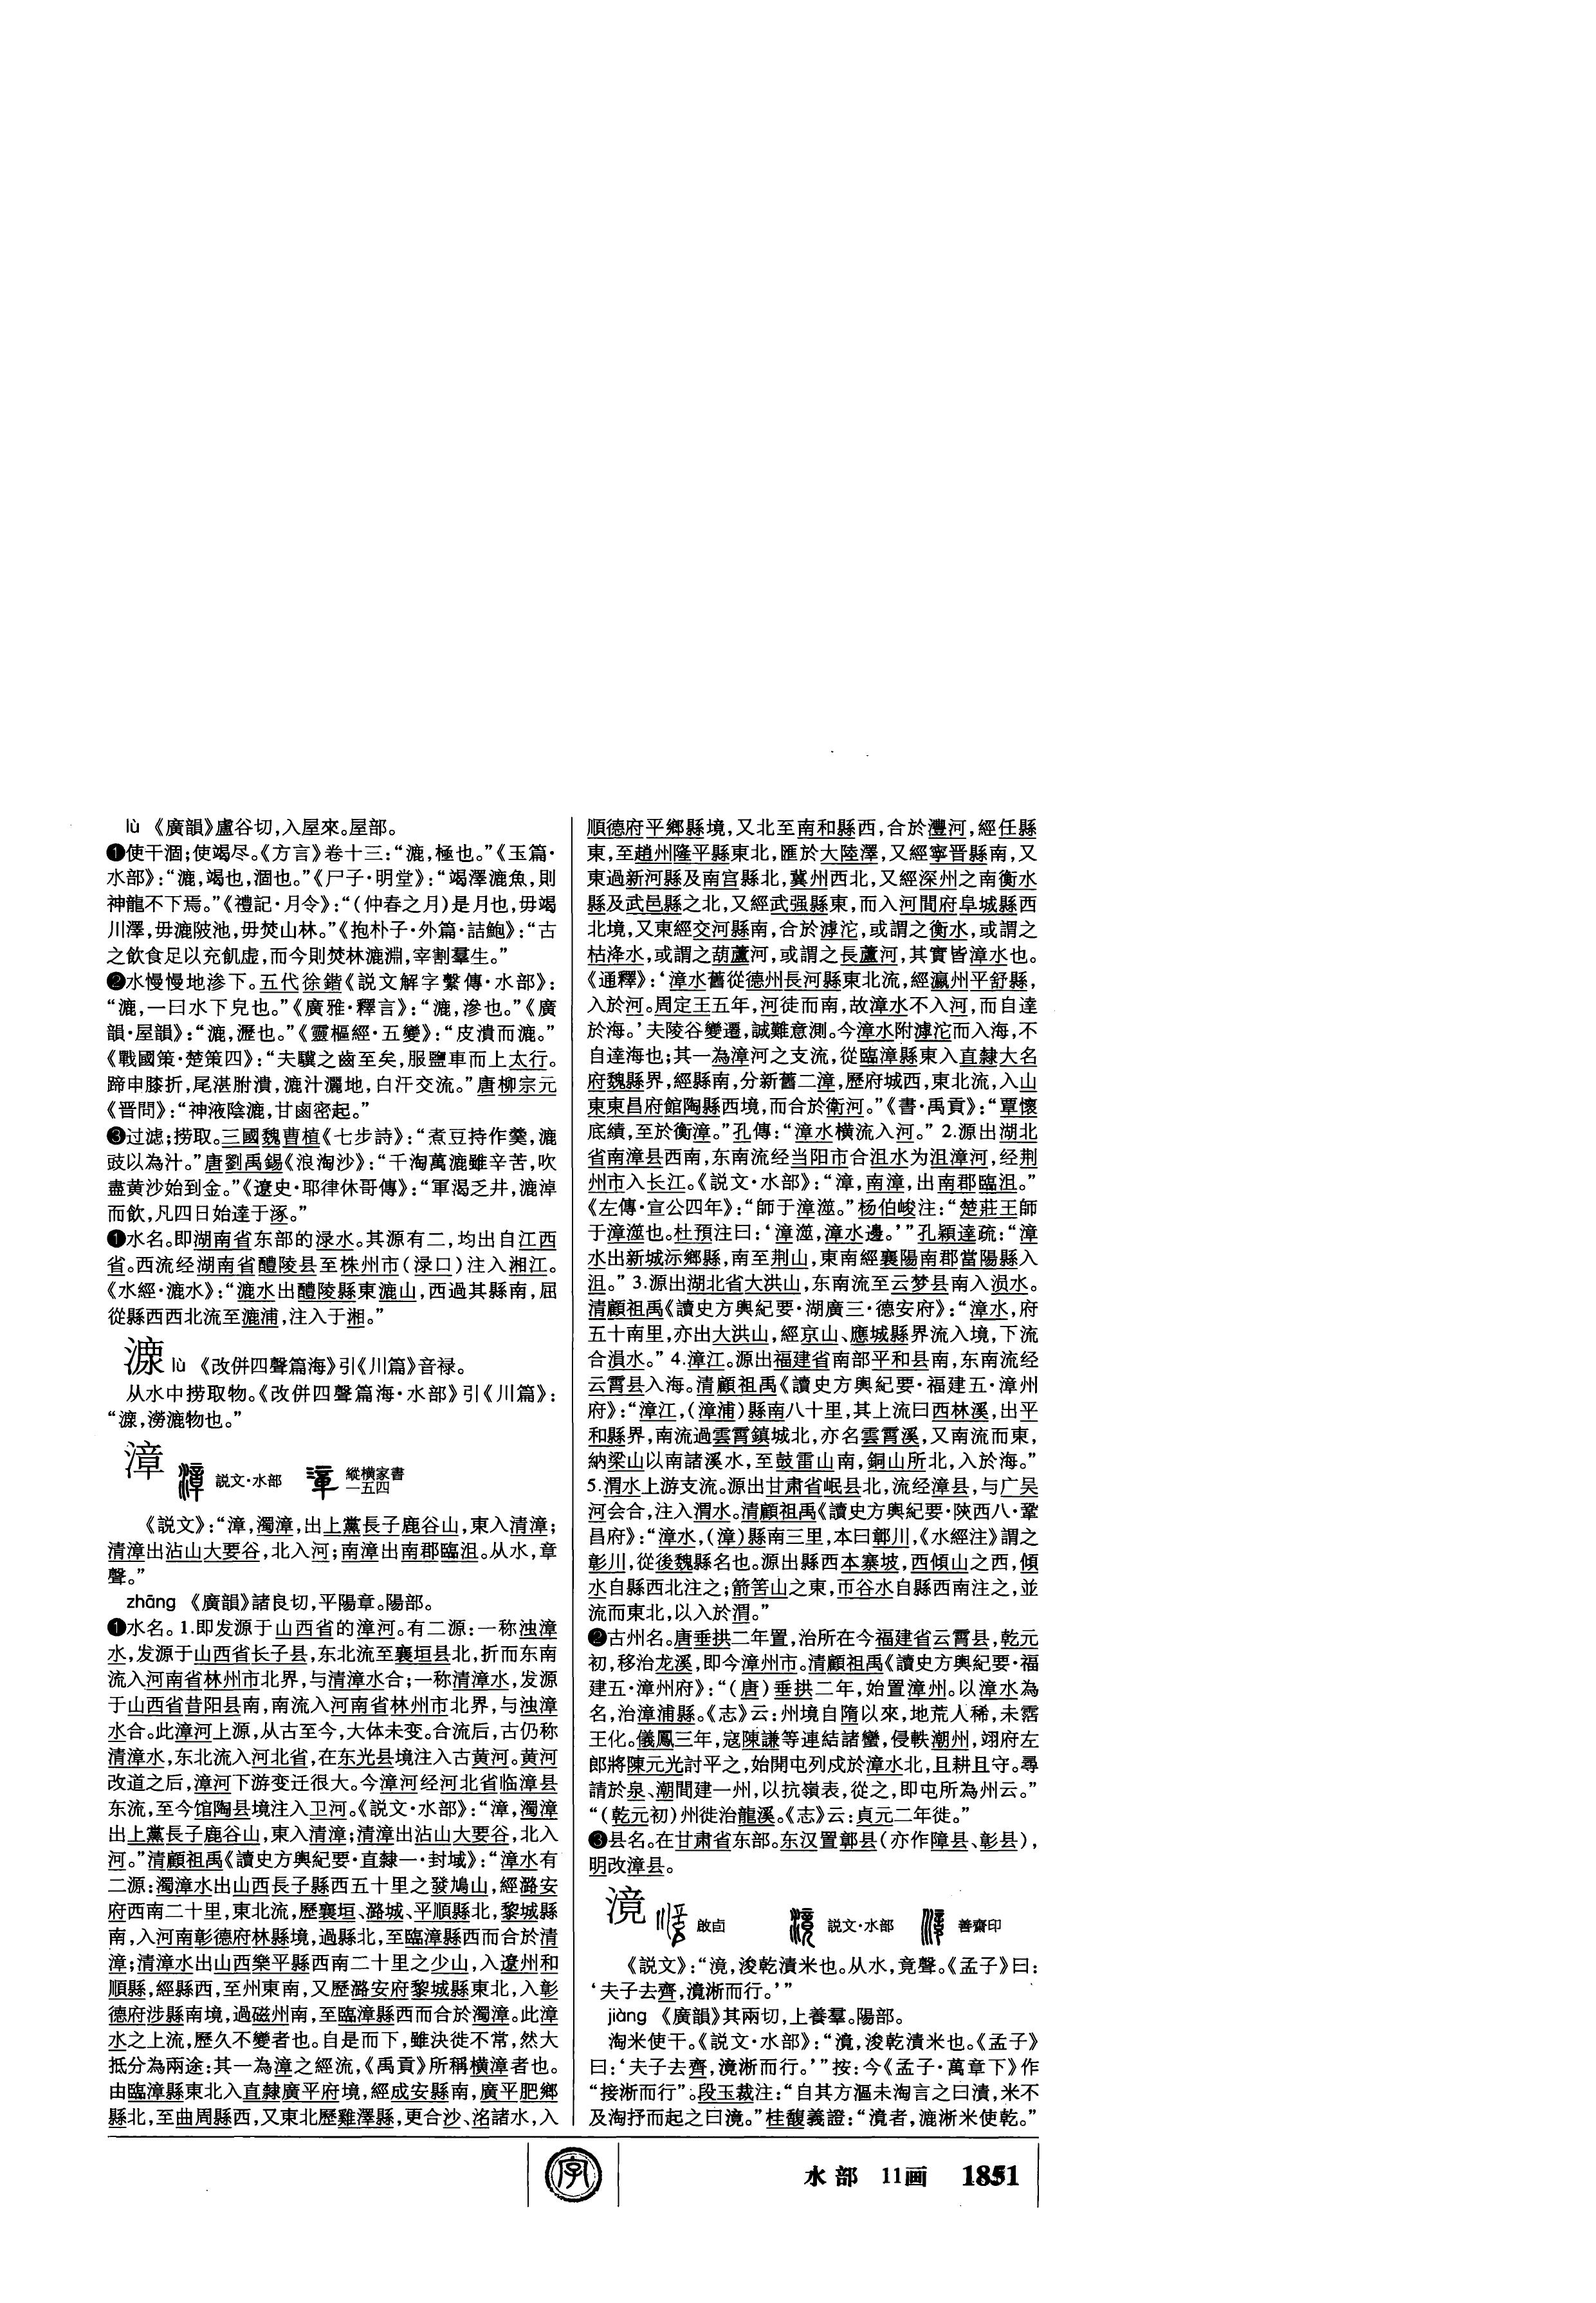 lù 《廣韻》盧谷切,入屋來。屋部。
❶使干涸;使竭尽。《方言》卷十三:“漉,極也。”《玉篇·
水部》:“漉,竭也,涸也。”《尸子·明堂》:“竭澤漉魚,則
神龍不下焉。”《禮記·月令》:“(仲春之月)是月也,毋竭
川澤,毋漉陂池,毋焚山林。”《抱朴子·外篇·詰鮑》:“古
之飲食足以充飢虚,而今則焚林漉淵,宰割羣生。”
❷水慢慢地渗下。五代徐鍇《説文解字繫傳·水部》:
“漉,一曰水下皃也。”《廣雅·釋言》:“漉,滲也。”《廣
韻·屋韻》:“漉,瀝也。”《靈樞經·五變》:“皮潰而漉。”
《戰國策·楚策四》:“夫驥之齒至矣,服鹽車而上太行。
蹄申膝折,尾湛胕潰,漉汁灑地,白汗交流。”唐柳宗元
《晋問》:“神液陰漉,甘鹵密起。”
❸过滤;捞取。三國魏曹植《七步詩》:“煮豆持作羹,漉
豉以為汁。”唐劉禹錫《浪淘沙》:“千淘萬漉雖辛苦,吹
盡黄沙始到金。”《遼史·耶律休哥傳》:“軍渴乏井,漉淖
而飲,凡四日始達于涿。”
❶水名。即湖南省东部的渌水。其源有二,均出自江西
省。西流经湖南省醴陵县至株州市(渌口)注入湘江。
《水經·漉水》:“漉水出醴陵縣東漉山,西過其縣南,屈
從縣西西北流至漉浦,注入于湘。”
lù 《改併四聲篇海》引《川篇》音禄。
从水中捞取物。《改併四聲篇海·水部》引《川篇》:
“,澇漉物也。”
漳 説文·水部 縱横家書
一五四
《説文》:“漳,濁漳,出上黨長子鹿谷山,東入清漳;
清漳出沾山大要谷,北入河;南漳出南郡臨沮。从水,章
聲。”
zhāng 《廣韻》諸良切,平陽章。陽部。
❶水名。1.即发源于山西省的漳河。有二源:一称浊漳
水,发源于山西省长子县,东北流至襄垣县北,折而东南
流入河南省林州市北界,与清漳水合;一称清漳水,发源
于山西省昔阳县南,南流入河南省林州市北界,与浊漳
水合。此漳河上源,从古至今,大体未变。合流后,古仍称
清漳水,东北流入河北省,在东光县境注入古黄河。黄河
改道之后,漳河下游变迁很大。今漳河经河北省临漳县
东流,至今馆陶县境注入卫河。《説文·水部》:“漳,濁漳
出上黨長子鹿谷山,東入清漳;清漳出沾山大要谷,北入
河。”清顧祖禹《讀史方輿紀要·直隸一·封域》:“漳水有
二源:濁漳水出山西長子縣西五十里之發鳩山,經潞安
府西南二十里,東北流,歷襄垣、潞城、平順縣北,黎城縣
南,入河南彰德府林縣境,過縣北,至臨漳縣西而合於清
漳;清漳水出山西樂平縣西南二十里之少山,入遼州和
順縣,經縣西,至州東南,又歷潞安府黎城縣東北,入彰
德府涉縣南境,過磁州南,至臨漳縣西而合於濁漳。此漳
水之上流,歷久不變者也。自是而下,雖決徙不常,然大
抵分為兩途:其一為漳之經流,《禹貢》所稱横漳者也。
由臨漳縣東北入直隸廣平府境,經成安縣南,廣平肥鄉
縣北,至曲周縣西,又東北歷雞澤縣,更合沙、洺諸水,入
順德府平鄉縣境,又北至南和縣西,合於灃河,經任縣
東,至趙州隆平縣東北,匯於大陸澤,又經寧晋縣南,又
東過新河縣及南宫縣北,冀州西北,又經深州之南衡水
縣及武邑縣之北,又經武强縣東,而入河間府阜城縣西
北境,又東經交河縣南,合於滹沱,或謂之衡水,或謂之
枯洚水,或謂之葫蘆河,或謂之長蘆河,其實皆漳水也。
《通釋》:‘漳水舊從德州長河縣東北流,經瀛州平舒縣,
入於河。周定王五年,河徙而南,故漳水不入河,而自達
於海。’夫陵谷變遷,誠難意測。今漳水附滹沱而入海,不
自達海也;其一為漳河之支流,從臨漳縣東入直隸大名
府魏縣界,經縣南,分新舊二漳,歷府城西,東北流,入山
東東昌府館陶縣西境,而合於衛河。”《書·禹貢》:“覃懷
底績,至於衡漳。”孔傳:“漳水横流入河。” 2.源出湖北
省南漳县西南,东南流经当阳市合沮水为沮漳河,经荆
州市入长江。《説文·水部》:“漳,南漳,出南郡臨沮。”
《左傳·宣公四年》:“師于漳澨。”杨伯峻注:“楚莊王師
于漳澨也。杜預注曰:‘漳澨,漳水邊。’”孔穎達疏:“漳
水出新城沶鄉縣,南至荆山,東南經襄陽南郡當陽縣入
沮。” 3.源出湖北省大洪山,东南流至云梦县南入涢水。
清顧祖禹《讀史方輿紀要·湖廣三·德安府》:“漳水,府
五十南里,亦出大洪山,經京山、應城縣界流入境,下流
合溳水。” 4.漳江。源出福建省南部平和县南,东南流经
云霄县入海。清顧祖禹《讀史方輿紀要·福建五·漳州
府》:“漳江,(漳浦)縣南八十里,其上流曰西林溪,出平
和縣界,南流過雲霄鎮城北,亦名雲霄溪,又南流而東,
納梁山以南諸溪水,至鼓雷山南,銅山所北,入於海。”
5.渭水上游支流。源出甘肃省岷县北,流经漳县,与广吴
河会合,注入渭水。清顧祖禹《讀史方輿紀要·陝西八·鞏
昌府》:“漳水,(漳)縣南三里,本曰鄣川,《水經注》謂之
彰川,從後魏縣名也。源出縣西本寨坡,西傾山之西,傾
水自縣西北注之;箭筈山之東,帀谷水自縣西南注之,並
流而東北,以入於渭。”
❷古州名。唐垂拱二年置,治所在今福建省云霄县,乾元
初,移治龙溪,即今漳州市。清顧祖禹《讀史方輿紀要·福
建五·漳州府》:“(唐)垂拱二年,始置漳州。以漳水為
名,治漳浦縣。《志》云:州境自隋以來,地荒人稀,未霑
王化。儀鳳三年,寇陳謙等連結諸蠻,侵軼潮州,翊府左
郎將陳元光討平之,始開屯列戍於漳水北,且耕且守。尋
請於泉、潮間建一州,以抗嶺表,從之,即屯所為州云。”
“(乾元初)州徙治龍溪。《志》云:貞元二年徙。”
❸县名。在甘肃省东部。东汉置鄣县(亦作障县、彰县),
明改漳县。
滰 啟卣 説文·水部 善齋印
《説文》:“滰,浚乾漬米也。从水,竟聲。《孟子》曰:
‘夫子去齊,滰淅而行。’”
jiàng 《廣韻》其兩切,上養羣。陽部。
淘米使干。《説文·水部》:“滰,浚乾漬米也。《孟子》
曰:‘夫子去齊,滰淅而行。’”按:今《孟子·萬章下》作
“接淅而行”。段玉裁注:“自其方漚未淘言之曰漬,米不
及淘抒而起之曰滰。”桂馥義證:“滰者,漉淅米使乾。”
字
水部 11画 1851